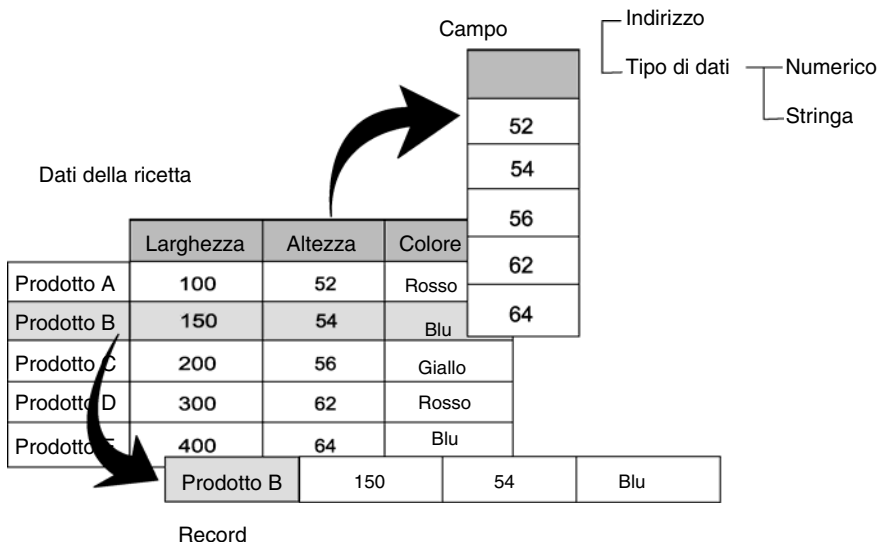 Campo
Indirizzo
Tipo di dati
Numerico
Stringa
52
54
56
62
64
Dati della ricetta
Larghezza Altezza Colore
Prodotto A 100 52 Rosso
Prodotto B 150 54 Blu
Prodotto C 200 56 Giallo
Prodotto D 300 62 Rosso
Prodotto 400 64 Blu
Prodotto B 150 54 Blu
Record